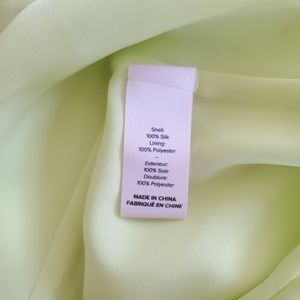 Shell:
100% Silk
Lining:
100% Polyester
–
Exterieur:
100% Soie
Doublure:
100% Polyester
MADE IN CHINA
FABRIQUÉ EN CHINE